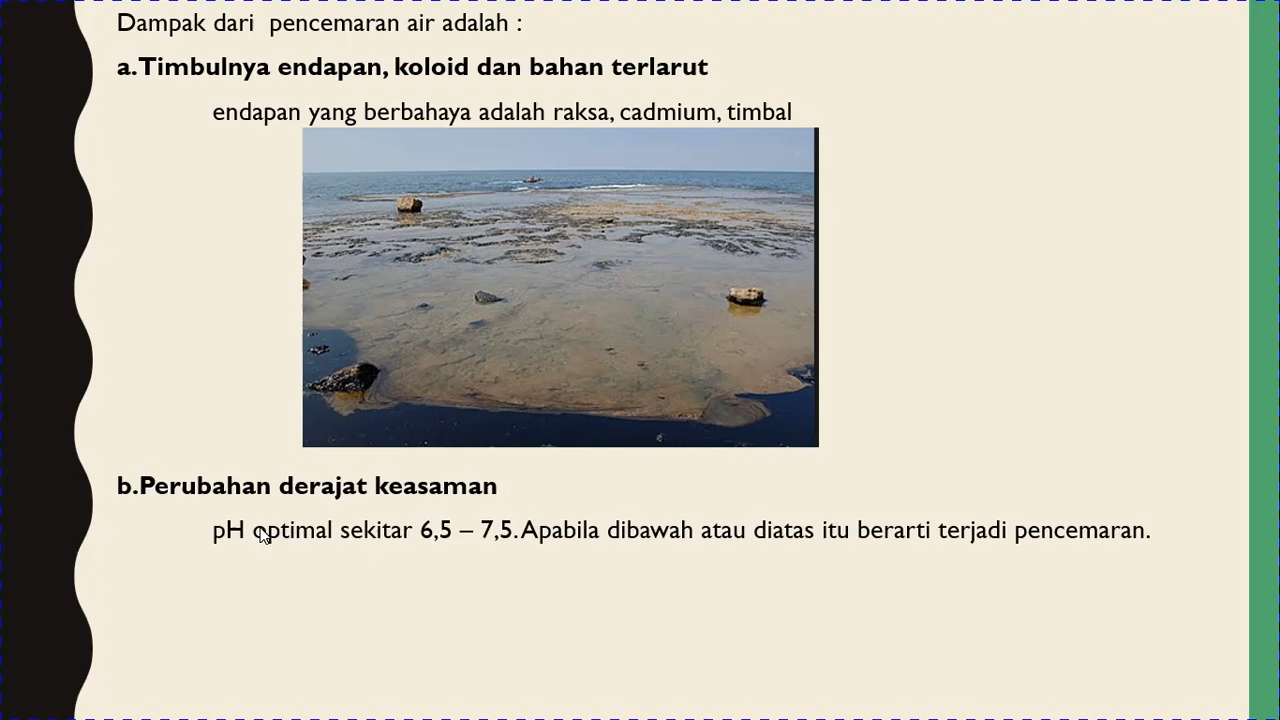 Dampak dari  pencemaran air adalah :
a.Timbulnya endapan, koloid dan bahan terlarut
endapan yang berbahaya adalah raksa, cadmium, timbal
b.Perubahan derajat keasaman
pH optimal sekitar 6,5 – 7,5. Apabila dibawah atau diatas itu berarti terjadi pencemaran.